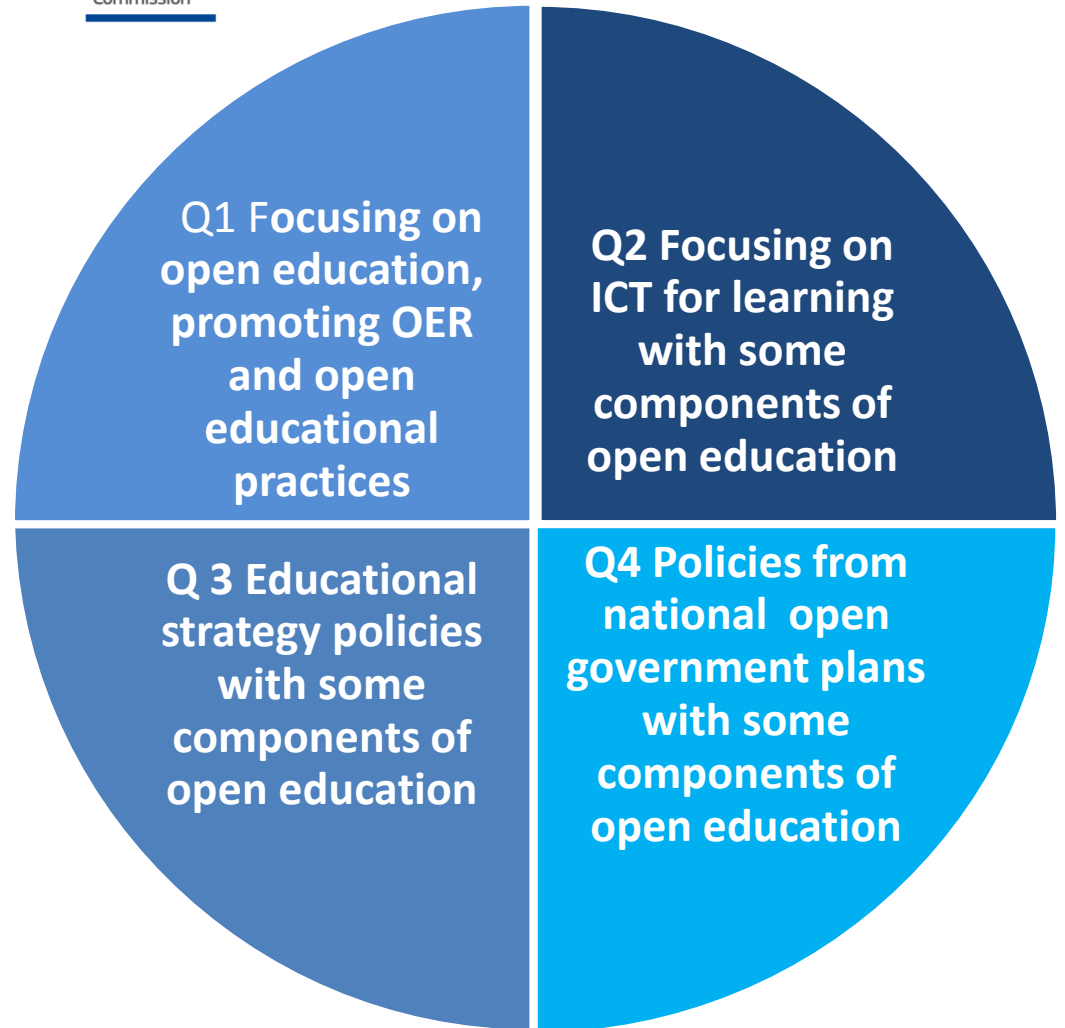 Commission
Q1 Focusing on
open education,
promoting OER
and open
educational
practices
Q2 Focusing on
ICT for learning
with some
components of
open education
Q 3 Educational
strategy policies
with some
components of
open education
Q4 Policies from
national  open
government plans
with some
components of
open education